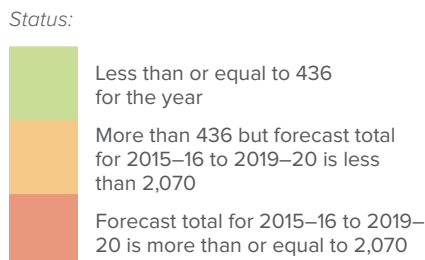 Status:
Less than or equal to 436
for the year
More than 436 but forecast total
for 2015–16 to 2019–20 is less
than 2,070
Forecast total for 2015–16 to 2019–
20 is more than or equal to 2,070